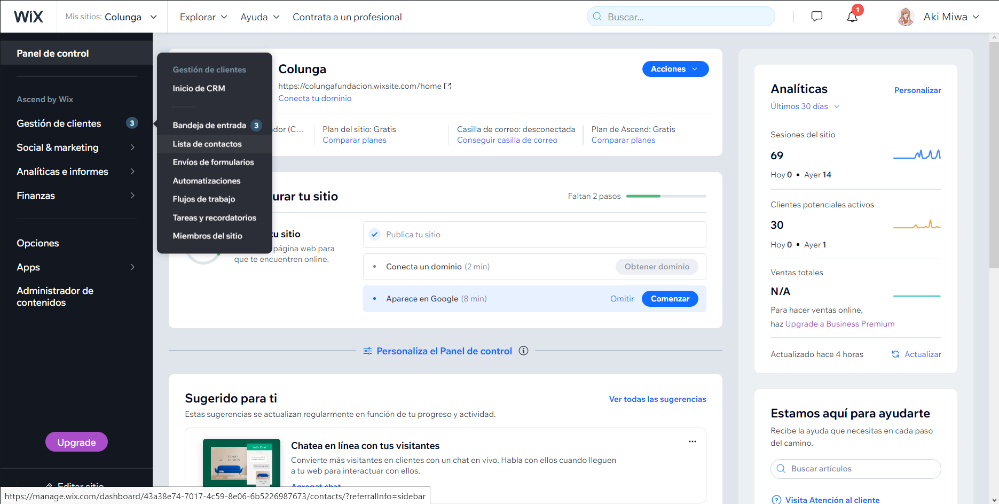 WiX
Mis sitios: Colunga
Explorar
Ayuda
Contrata a un profesional
Buscar...
1
Aki Miwa
Panel de control
Ascend by Wix
Gestión de clientes 3
Social & marketing
Analíticas e informes
Finanzas
Opciones
Apps
Administrador de
contenidos
Upgrade
Editar sitio
Gestión de clientes
Inicio de CRM
Bandeja de entrada 3
Lista de contactos
Envíos de formularios
Automatizaciones
Flujos de trabajo
Tareas y recordatorios
Miembros del sitio
Colunga
Acciones
https://colungafundacion.wixsite.com/home
Conecta tu dominio
dor (C...
Plan del sitio: Gratis
Comparar planes
Casilla de correo: desconectada
Conseguir casilla de correo
Plan de Ascend: Gratis
Comparar planes
urar tu sitio
Faltan 2 pasos
tu sitio
página web para
que te encuentren online.
Publica tu sitio
Conecta un dominio (2 min)
Obtener dominio
Aparece en Google (8 min)
Omitir
Comenzar
Personaliza el Panel de control
Sugerido para ti
Ver todas las sugerencias
Estas sugerencias se actualizan regularmente en función de tu progreso y actividad.
Let's Chat
DOMO
DESIGN.
Chatea en línea con tus visitantes
Convierte más visitantes en clientes con un chat en vivo. Habla con ellos cuando lleguen
a tu web para interactuar con ellos.
Agregat chat
Analíticas
Personalizar
Últimos 30 días
Sesiones del sitio
69
Hoy 0 • Ayer 14
Clientes potenciales activos
30
Hoy 0 • Ayer 1
Ventas totales
N/A
Para hacer ventas online,
haz Upgrade a Business Premium
Actualizado hace 4 horas
Actualizar
Estamos aquí para ayudarte
Recibe la ayuda que necesitas en cada paso
del camino.
Buscar artículos
Visita Atención al cliente
https://manage.wix.com/dashboard/43a38e74-7017-4c59-8e06-6b5226987673/contacts/?referralInfo=sidebar